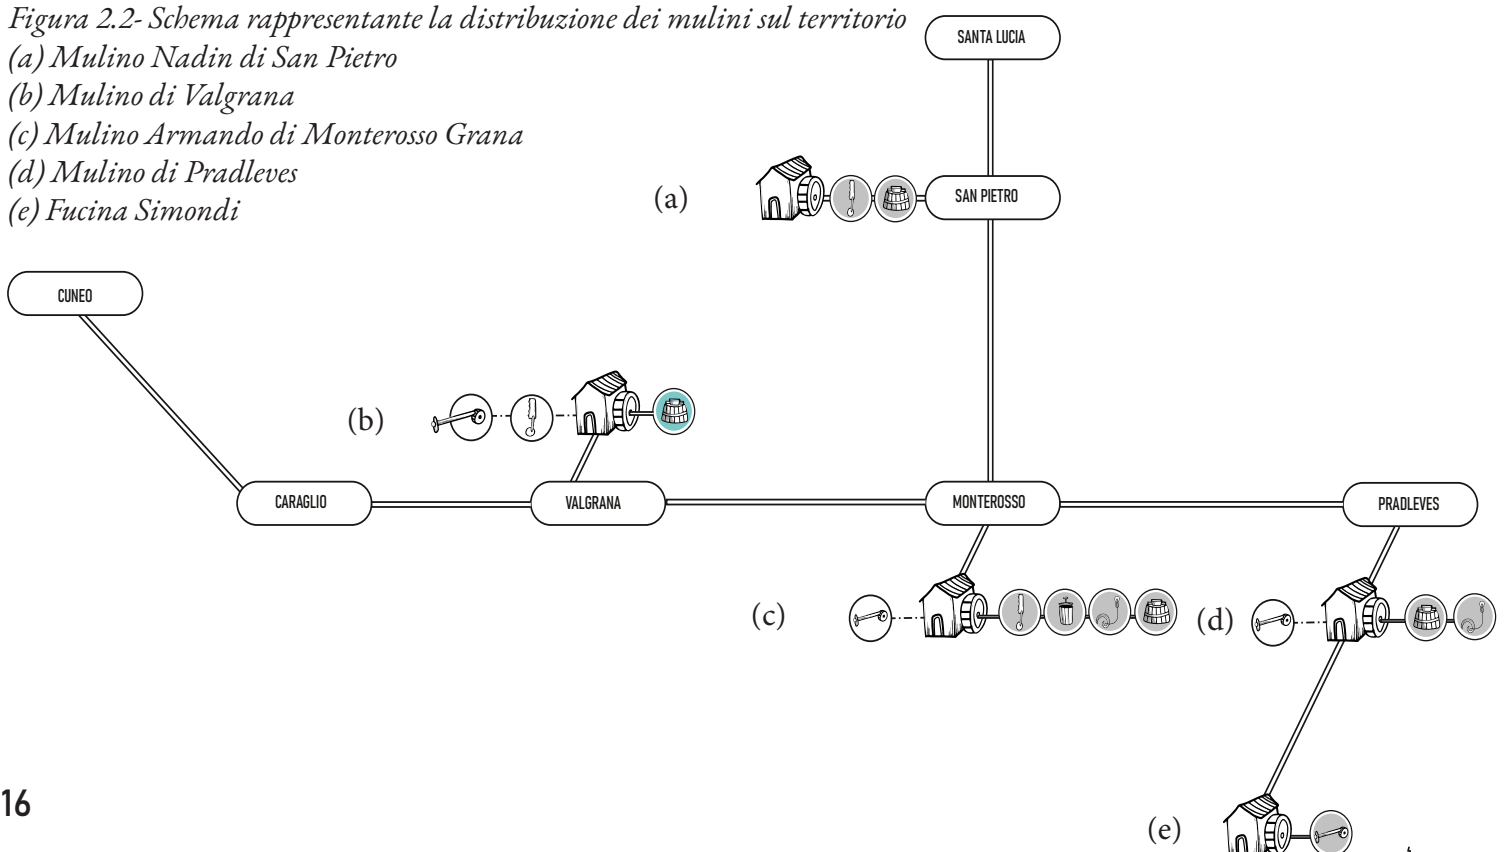 Figura 2.2- Schema rappresentante la distribuzione dei mulini sul territorio
(a) Mulino Nadin di San Pietro
(b) Mulino di Valgrana
(c) Mulino Armando di Monterosso Grana
(d) Mulino di Pradleves
(e) Fucina Simondi
SANTA LUCIA
(a)
SAN PIETRO
CUNEO
(b)
CARAGLIO
VALGRANA
MONTEROSSO
PRADLEVES
(c)
(d)
16
(e)